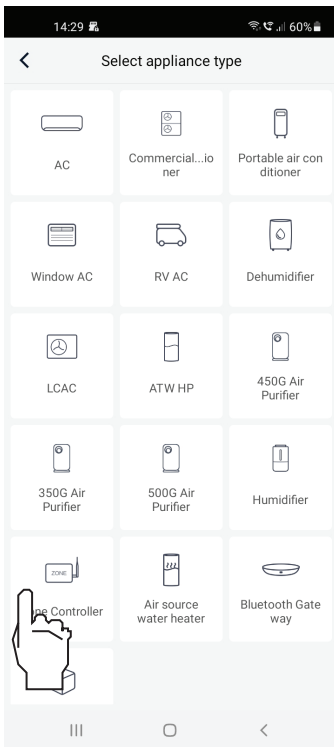 14:29
60%
Select appliance type
AC
Commercial...io
ner
Portable air con
ditioner
Window AC
RV AC
Dehumidifier
LCAC
ATW HP
450G Air
Purifier
350G Air
Purifier
500G Air
Purifier
Humidifier
ZONE
Controller
Air source
water heater
Bluetooth Gate
way